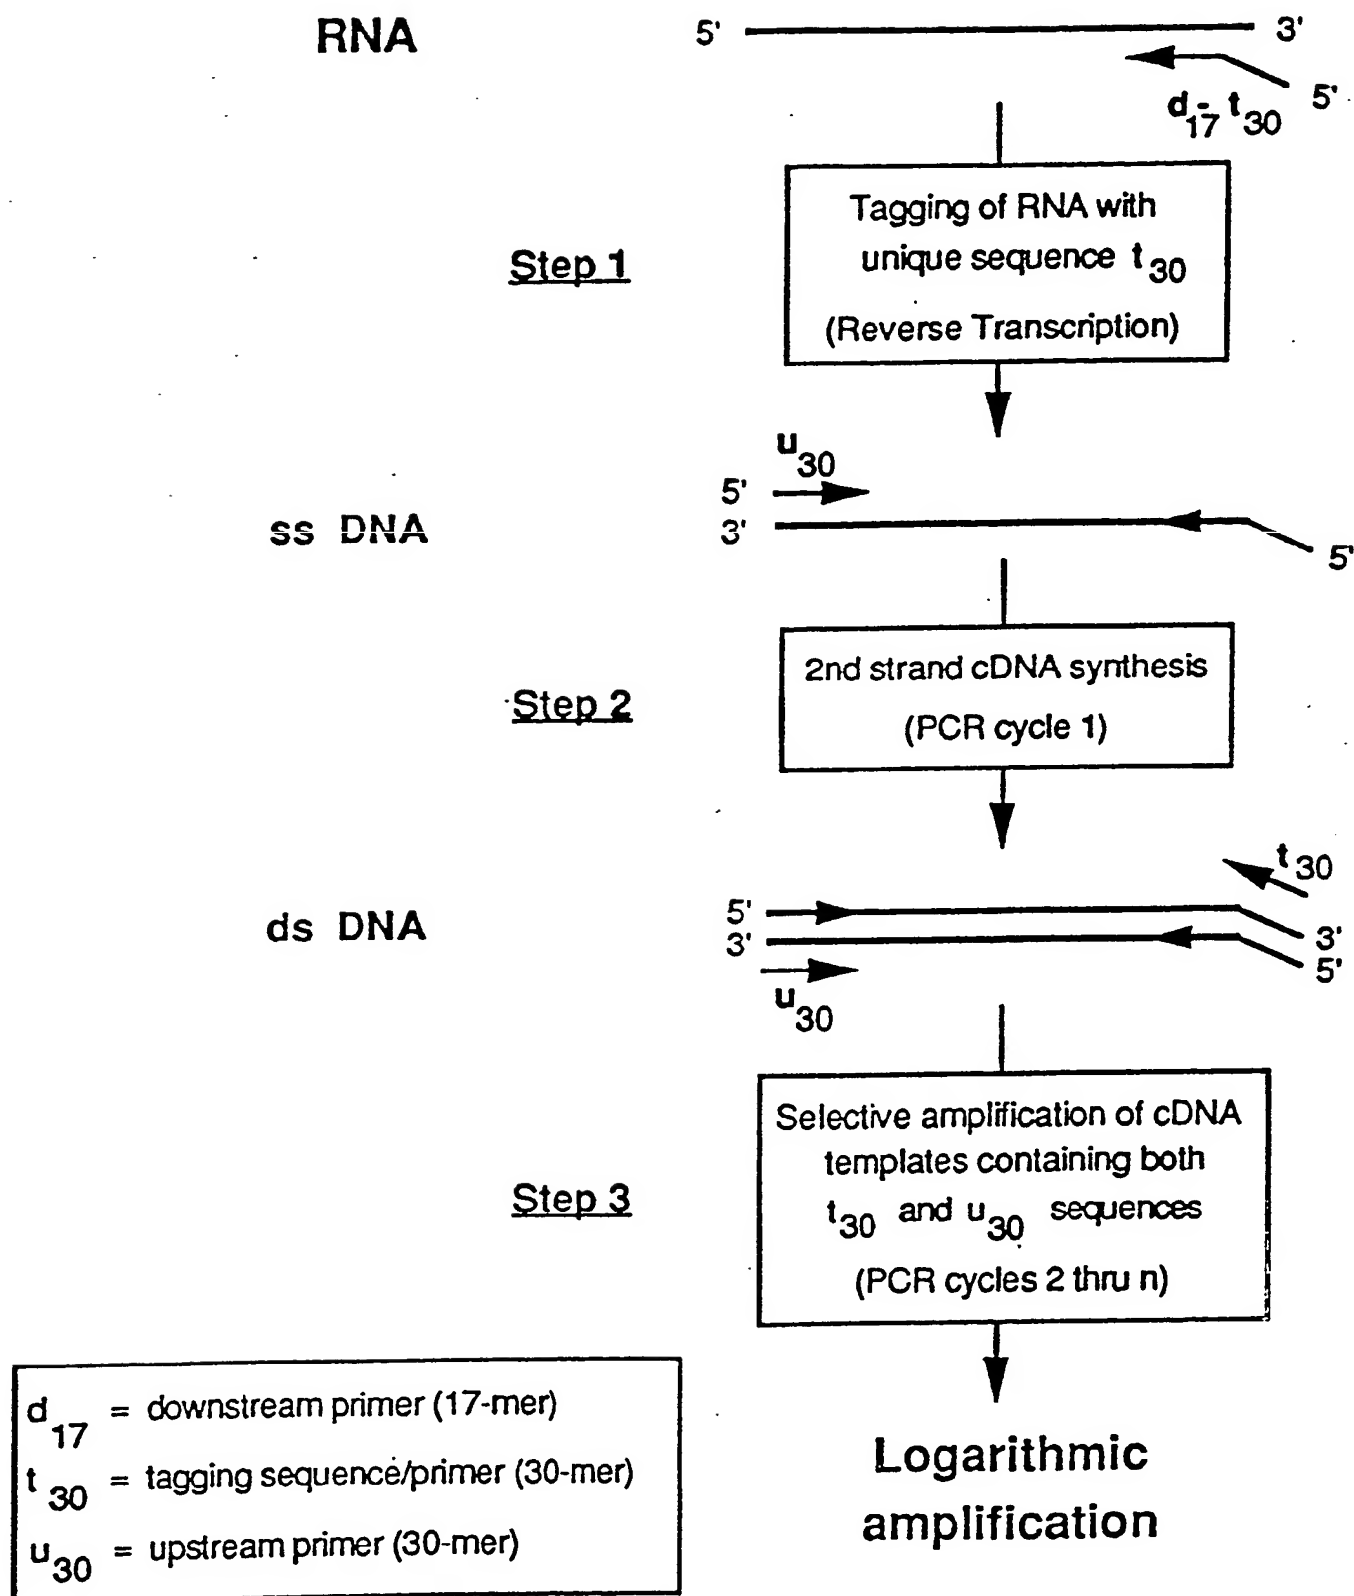 RNA
5' 3'
5'
d17- t30
Tagging of RNA with
unique sequence t30
(Reverse Transcription)
Step 1
u30
5'
3'
ss DNA
5'
2nd strand cDNA synthesis
(PCR cycle 1)
Step 2
t30
5' 3'
3' 5'
ds DNA
u30
Selective amplification of cDNA
templates containing both
t30 and u30 sequences
(PCR cycles 2 thru n)
Step 3
Logarithmic
amplification
d17 = downstream primer (17-mer)
t30 = tagging sequence/primer (30-mer)
u30 = upstream primer (30-mer)